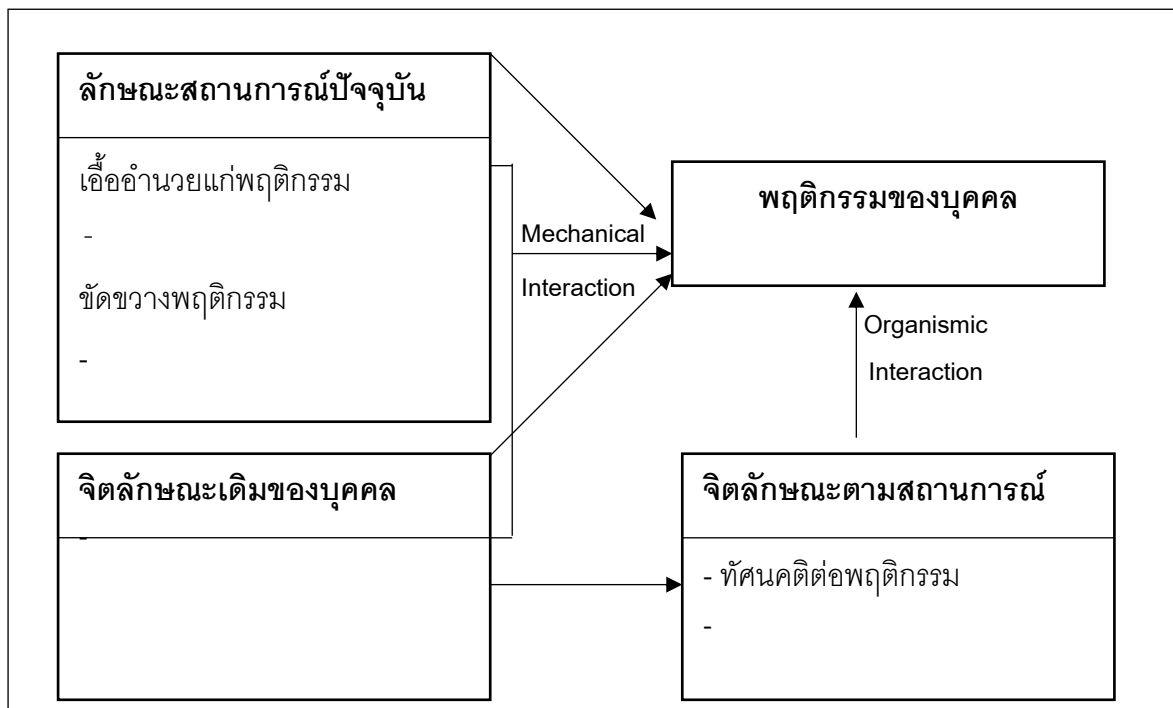 ลักษณะสถานการณ์ปัจจุบัน
เอื้ออำนวยแก่พฤติกรรม
-
ขัดขวางพฤติกรรม
-
Mechanical
Interaction
พฤติกรรมของบุคคล
Organismic
Interaction
จิตลักษณะเดิมของบุคคล
-
จิตลักษณะตามสถานการณ์
- ทัศนคติต่อพฤติกรรม
-